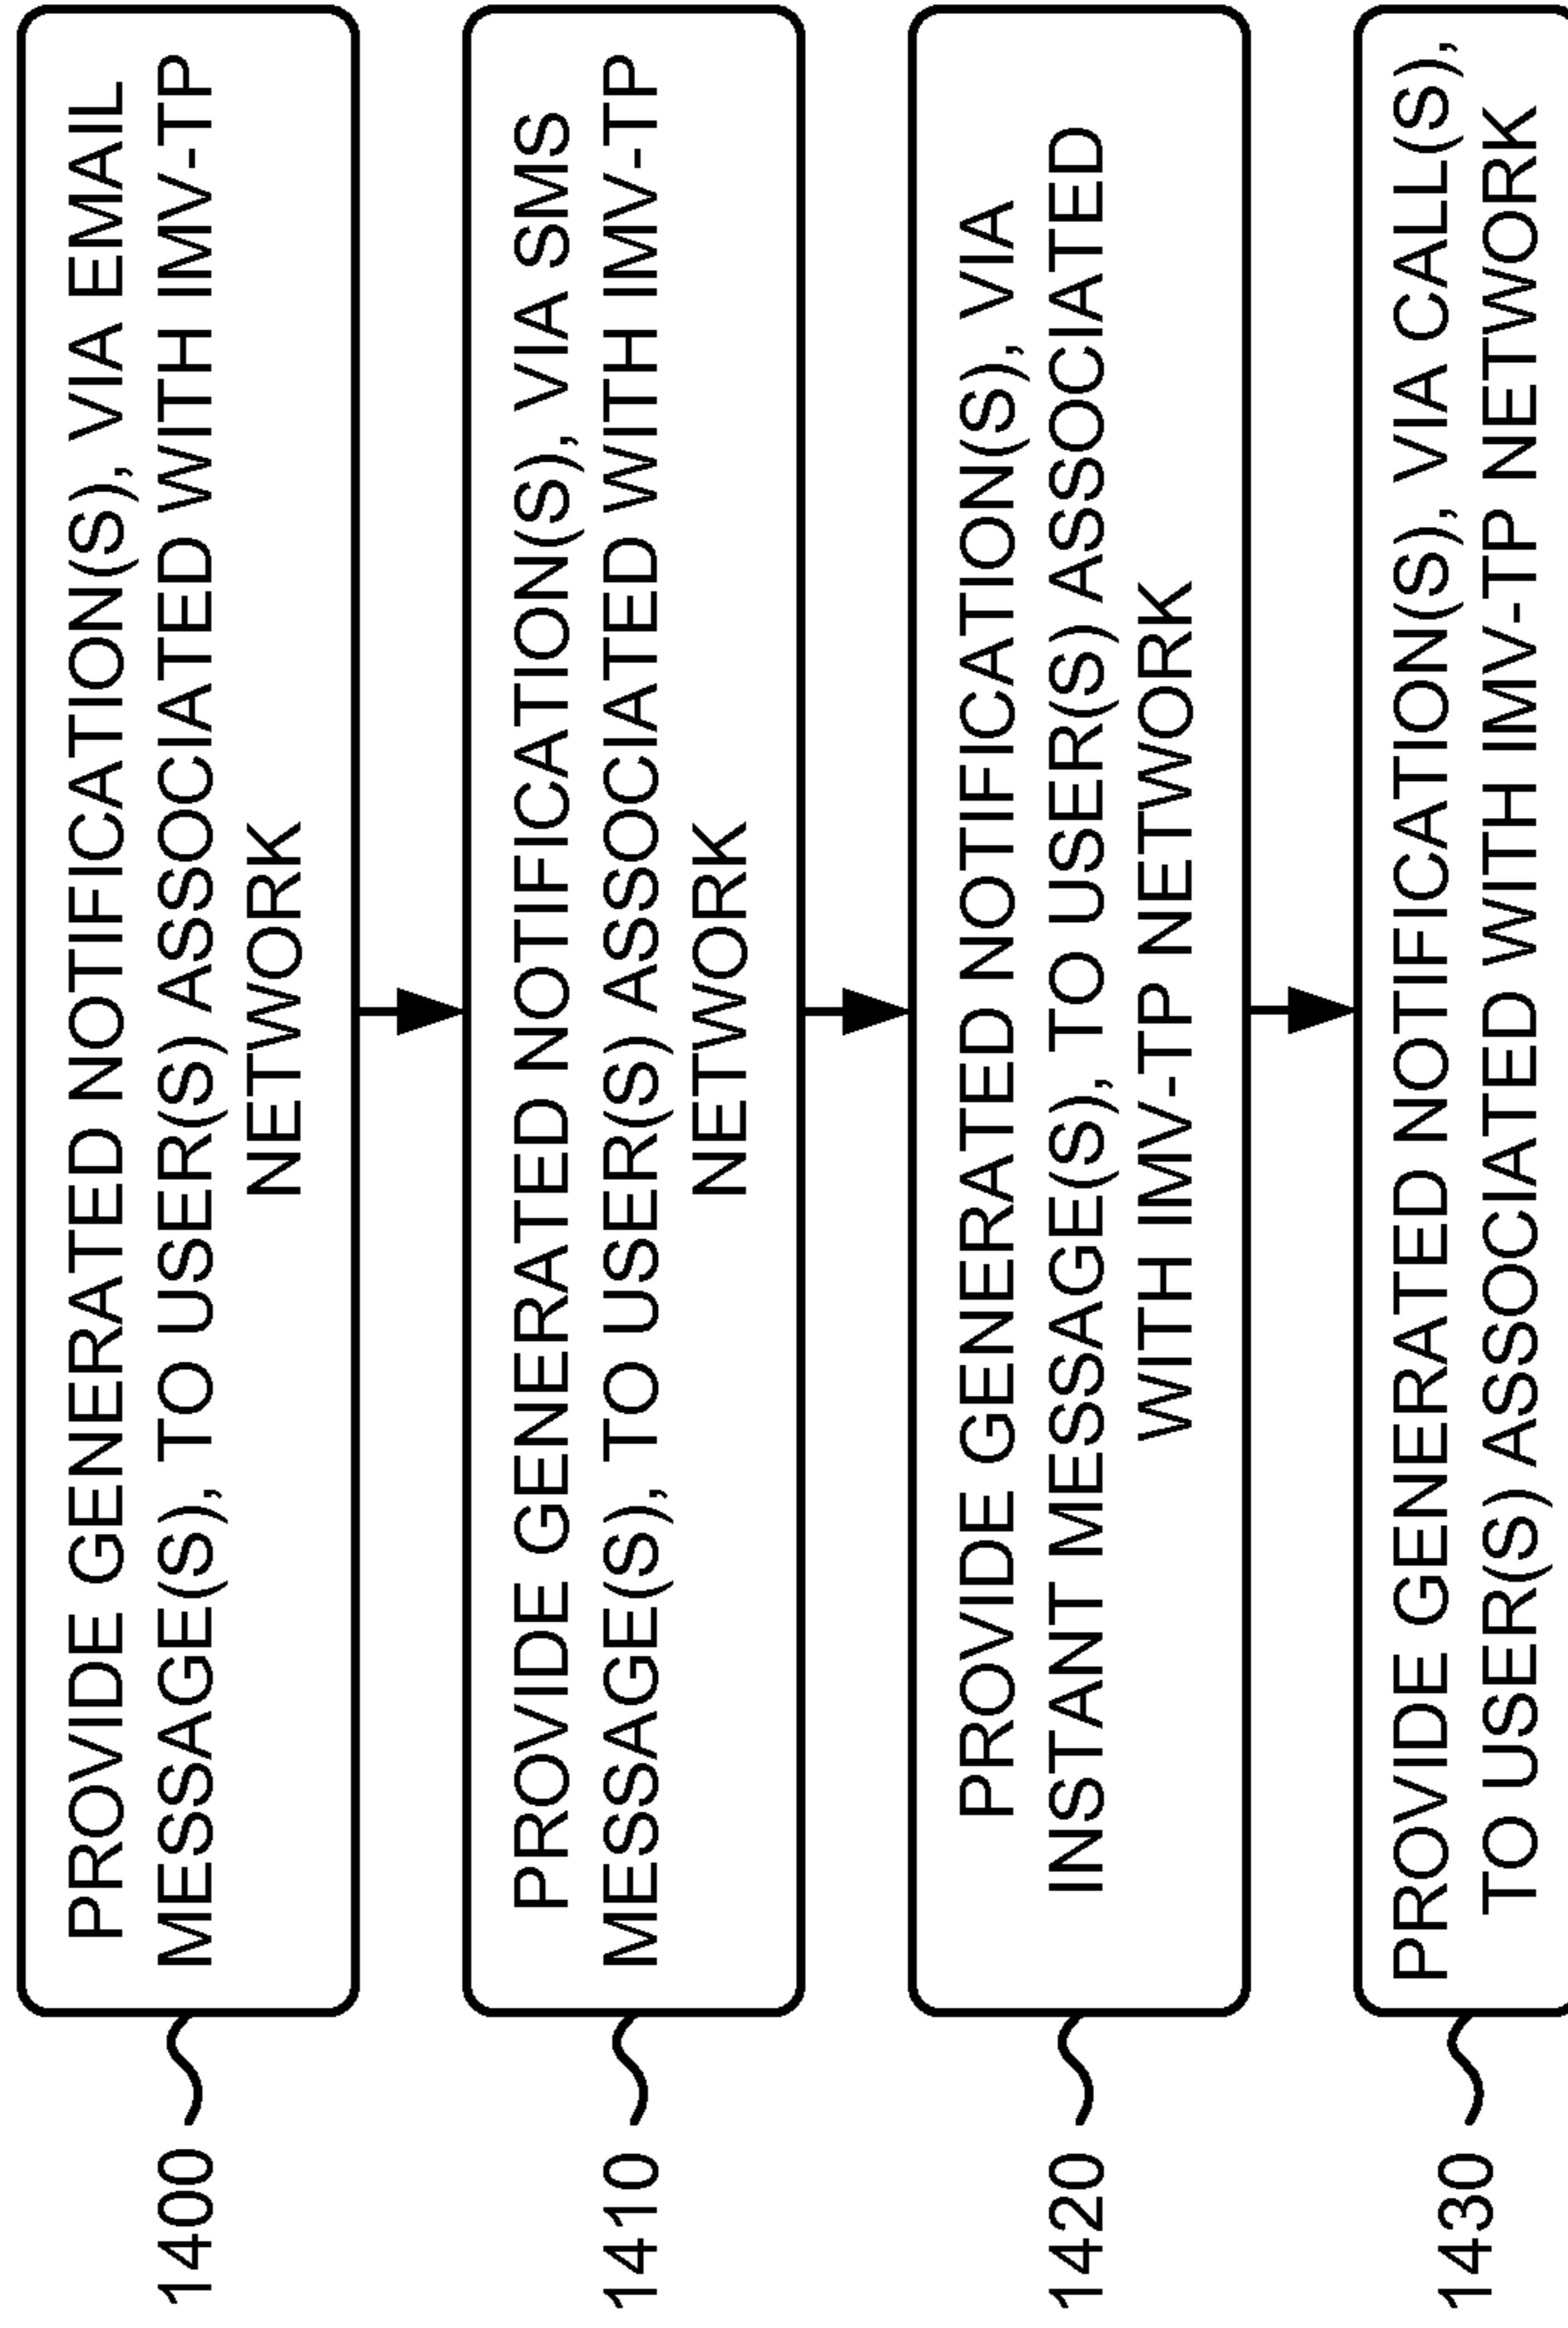 1400
PROVIDE GENERATED NOTIFICATION(S), VIA EMAIL
MESSAGE(S), TO USER(S) ASSOCIATED WITH IMV-TP
NETWORK
1410
PROVIDE GENERATED NOTIFICATION(S), VIA SMS
MESSAGE(S), TO USER(S) ASSOCIATED WITH IMV-TP
NETWORK
1420
PROVIDE GENERATED NOTIFICATION(S), VIA
INSTANT MESSAGE(S), TO USER(S) ASSOCIATED
WITH IMV-TP NETWORK
1430
PROVIDE GENERATED NOTIFICATION(S), VIA CALL(S),
TO USER(S) ASSOCIATED WITH IMV-TP NETWORK